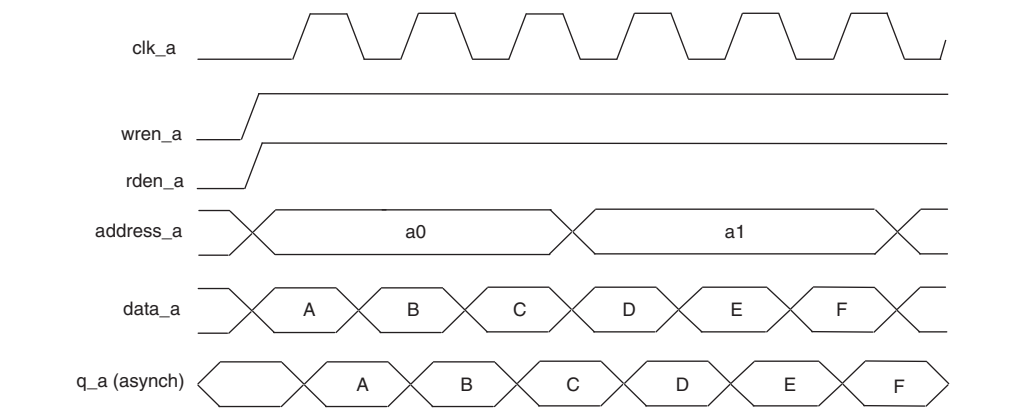 clk_a
wren_a
rden_a
address_a a0 a1
data_a A B C D E F
q_a (asynch) A B C D E F